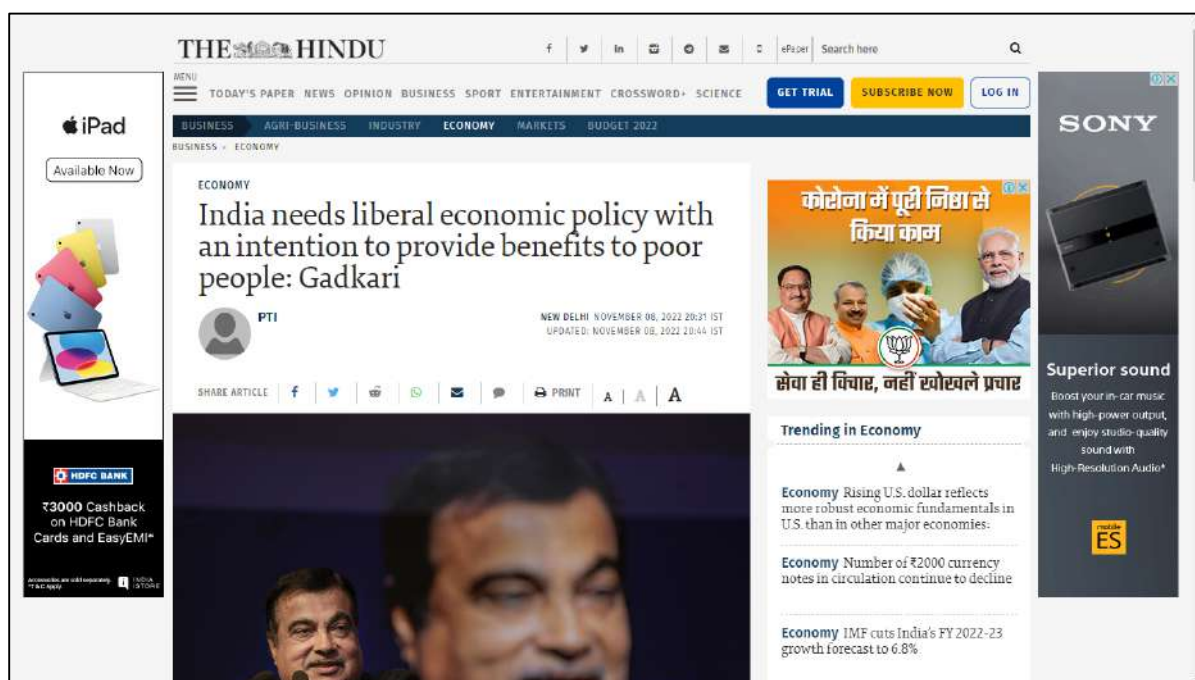 THE HINDU
ePaper Search here
MENU
TODAY'S PAPER NEWS OPINION BUSINESS SPORT ENTERTAINMENT CROSSWORD+ SCIENCE
GET TRIAL SUBSCRIBE NOW LOG IN
BUSINESS AGRI-BUSINESS INDUSTRY ECONOMY MARKETS BUDGET 2022
BUSINESS ECONOMY
iPad
Available Now
HDFC BANK
₹3000 Cashback
on HDFC Bank
Cards and EasyEMI*
Accessories are sold separately.
*T&C Apply
INDIA
ISTORE
ECONOMY
India needs liberal economic policy with
an intention to provide benefits to poor
people: Gadkari
PTI
NEW DELHI NOVEMBER 08, 2022 20:31 IST
UPDATED: NOVEMBER 08, 2022 20:44 IST
SHARE ARTICLE PRINT A A A
कोरोना में पूरी निष्ठा से
किया काम
सेवा ही विचार, नहीं खोखले प्रचार
Trending in Economy
Economy Rising U.S. dollar reflects
more robust economic fundamentals in
U.S. than in other major economies:
Economy Number of ₹2000 currency
notes in circulation continue to decline
Economy IMF cuts India's FY 2022-23
growth forecast to 6.8%
SONY
Superior sound
Boost your in-car music
with high-power output,
and enjoy studio-quality
sound with
High-Resolution Audio*
mobile
ES